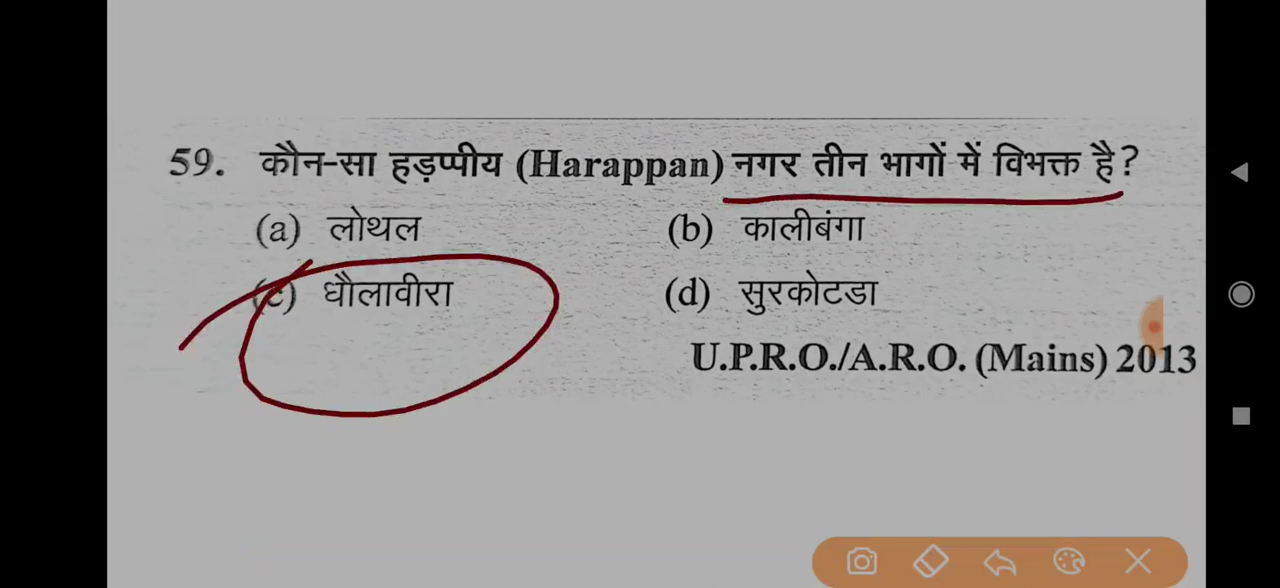 59. कौन-सा हड़प्पीय (Harappan) नगर तीन भागों में विभक्त है?
(a) लोथल (b) कालीबंगा
(c) धौलावीरा (d) सुरकोटडा
U.P.R.O./A.R.O. (Mains) 2013